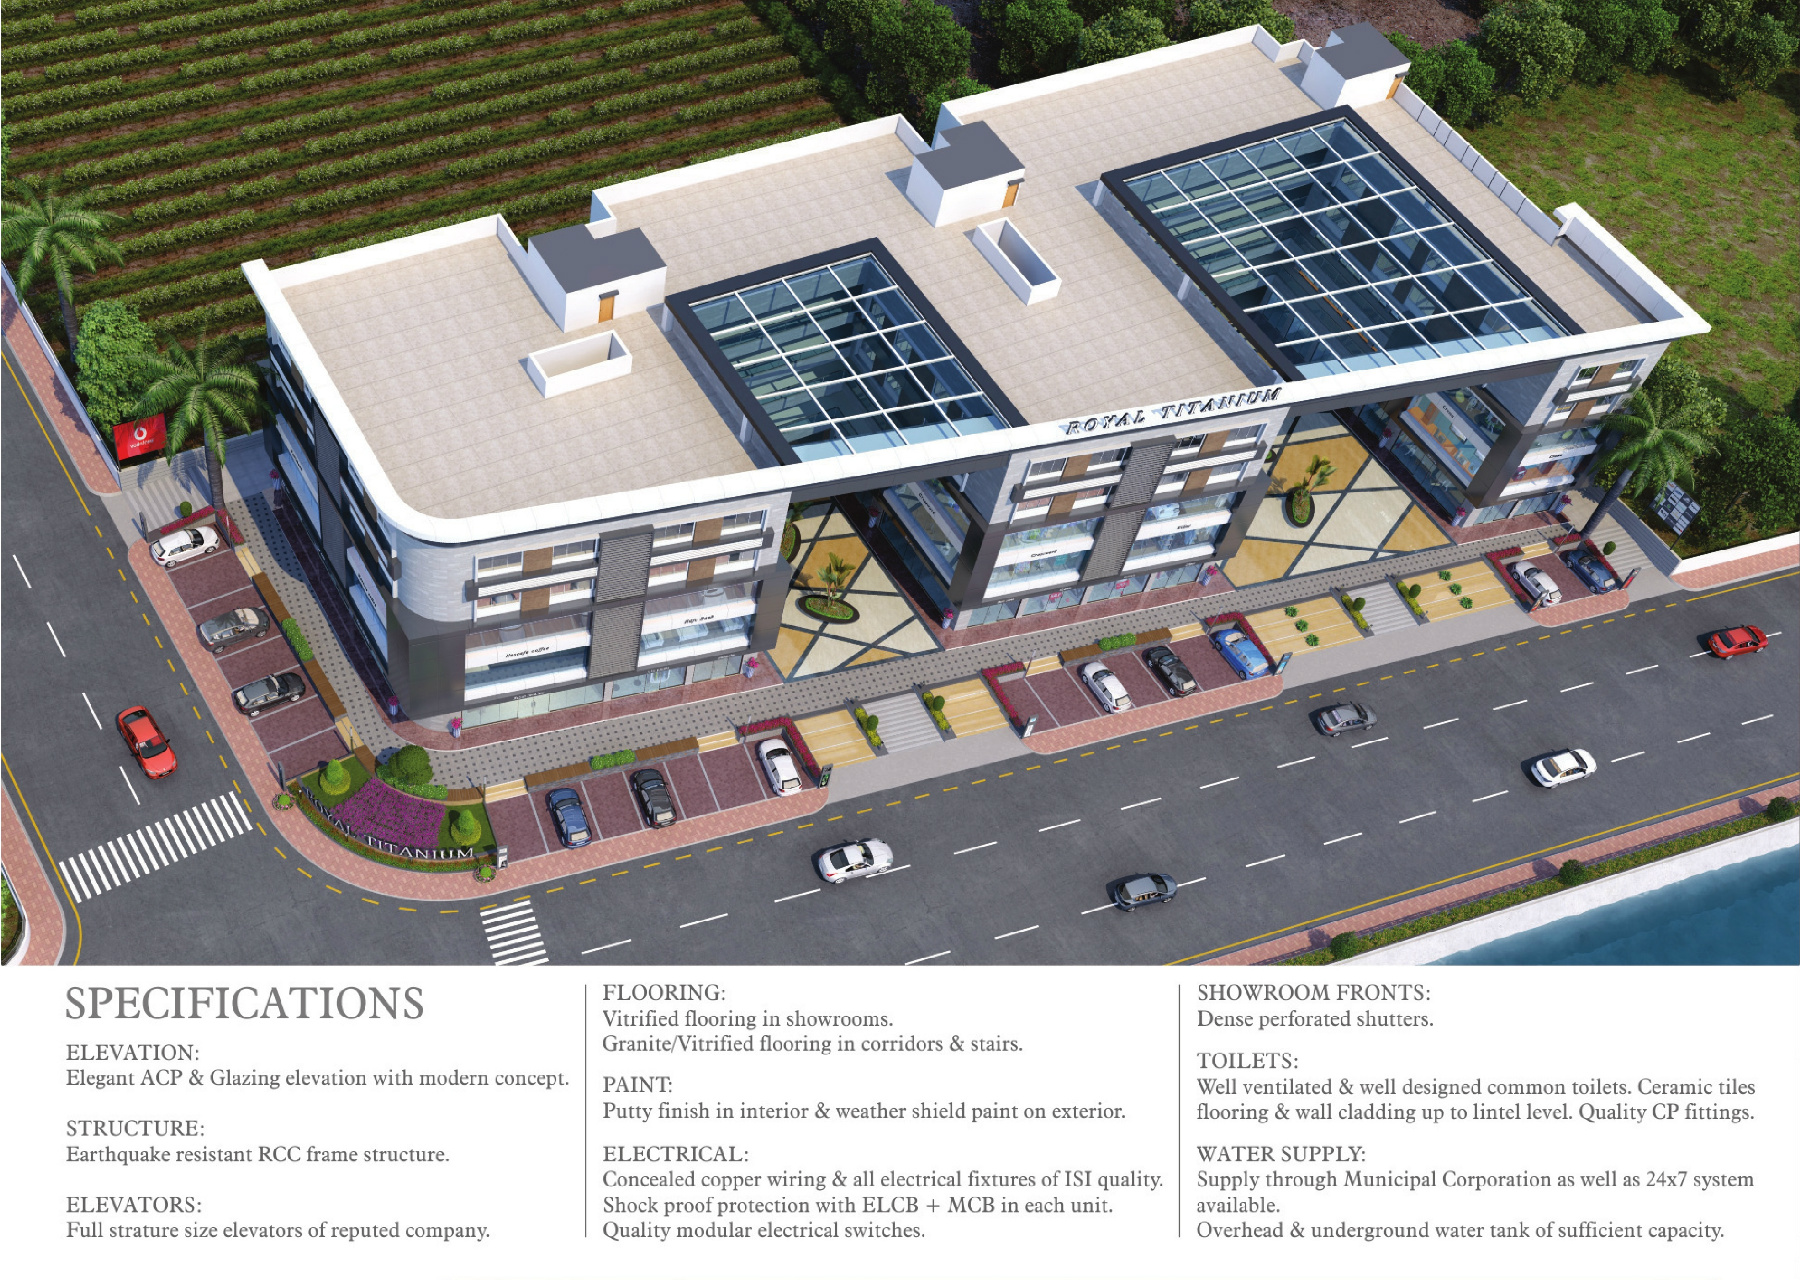 ROYAL TITANIUM
ROYAL TITANIUM
SPECIFICATIONS
ELEVATION:
Elegant ACP & Glazing elevation with modern concept.
STRUCTURE:
Earthquake resistant RCC frame structure.
ELEVATORS:
Full strature size elevators of reputed company.
FLOORING:
Vitrified flooring in showrooms.
Granite/Vitrified flooring in corridors & stairs.
PAINT:
Putty finish in interior & weather shield paint on exterior.
ELECTRICAL:
Concealed copper wiring & all electrical fixtures of ISI quality.
Shock proof protection with ELCB + MCB in each unit.
Quality modular electrical switches.
SHOWROOM FRONTS:
Dense perforated shutters.
TOILETS:
Well ventilated & well designed common toilets. Ceramic tiles
flooring & wall cladding up to lintel level. Quality CP fittings.
WATER SUPPLY:
Supply through Municipal Corporation as well as 24x7 system
available.
Overhead & underground water tank of sufficient capacity.